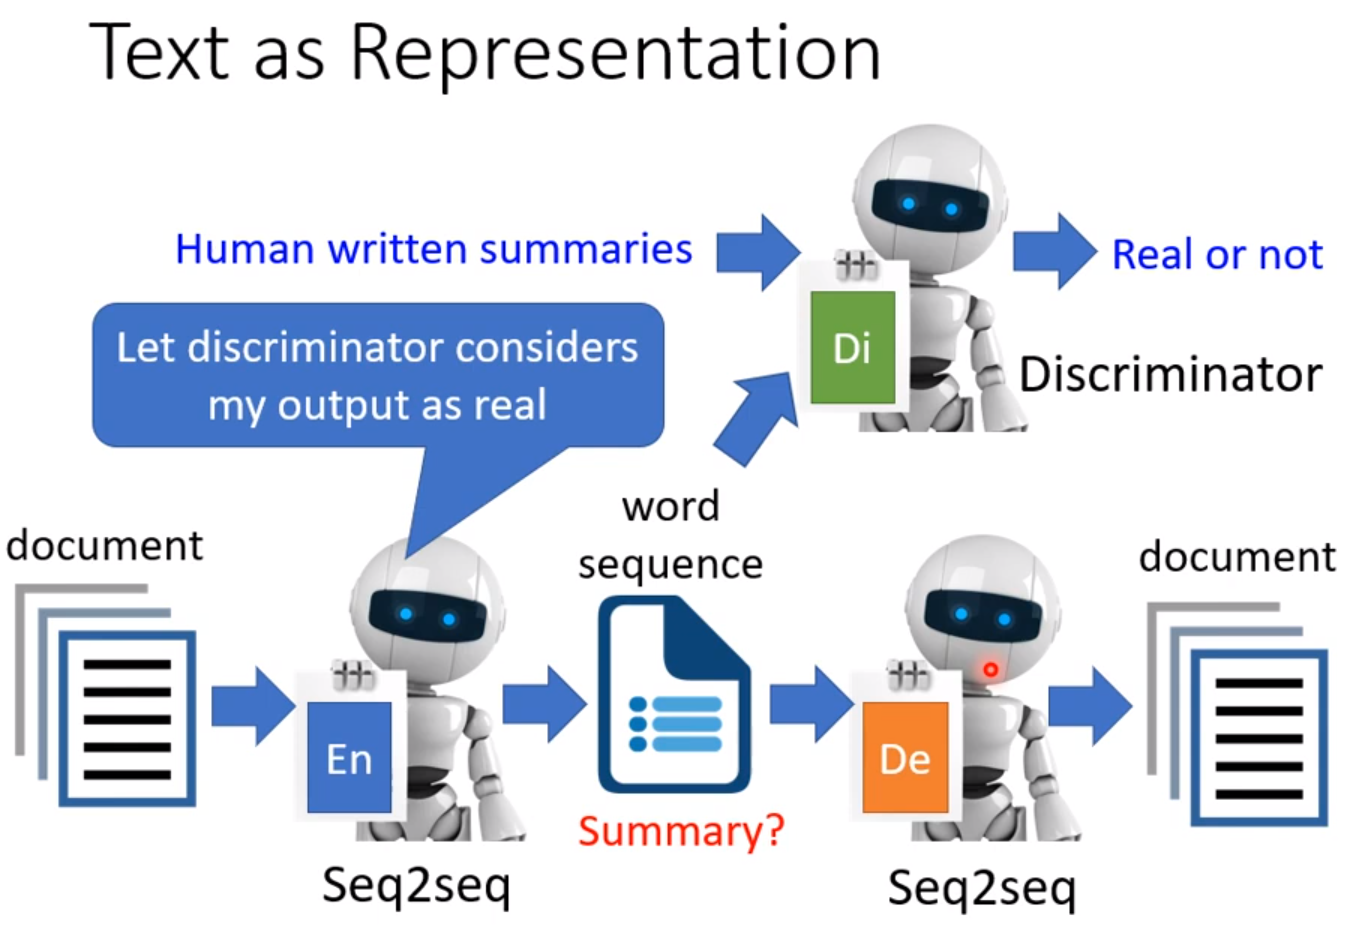 Text as Representation
Human written summaries
Real or not
Let discriminator considers
my output as real
Di
Discriminator
word
sequence
document
document
En
De
Summary?
Seq2seq
Seq2seq